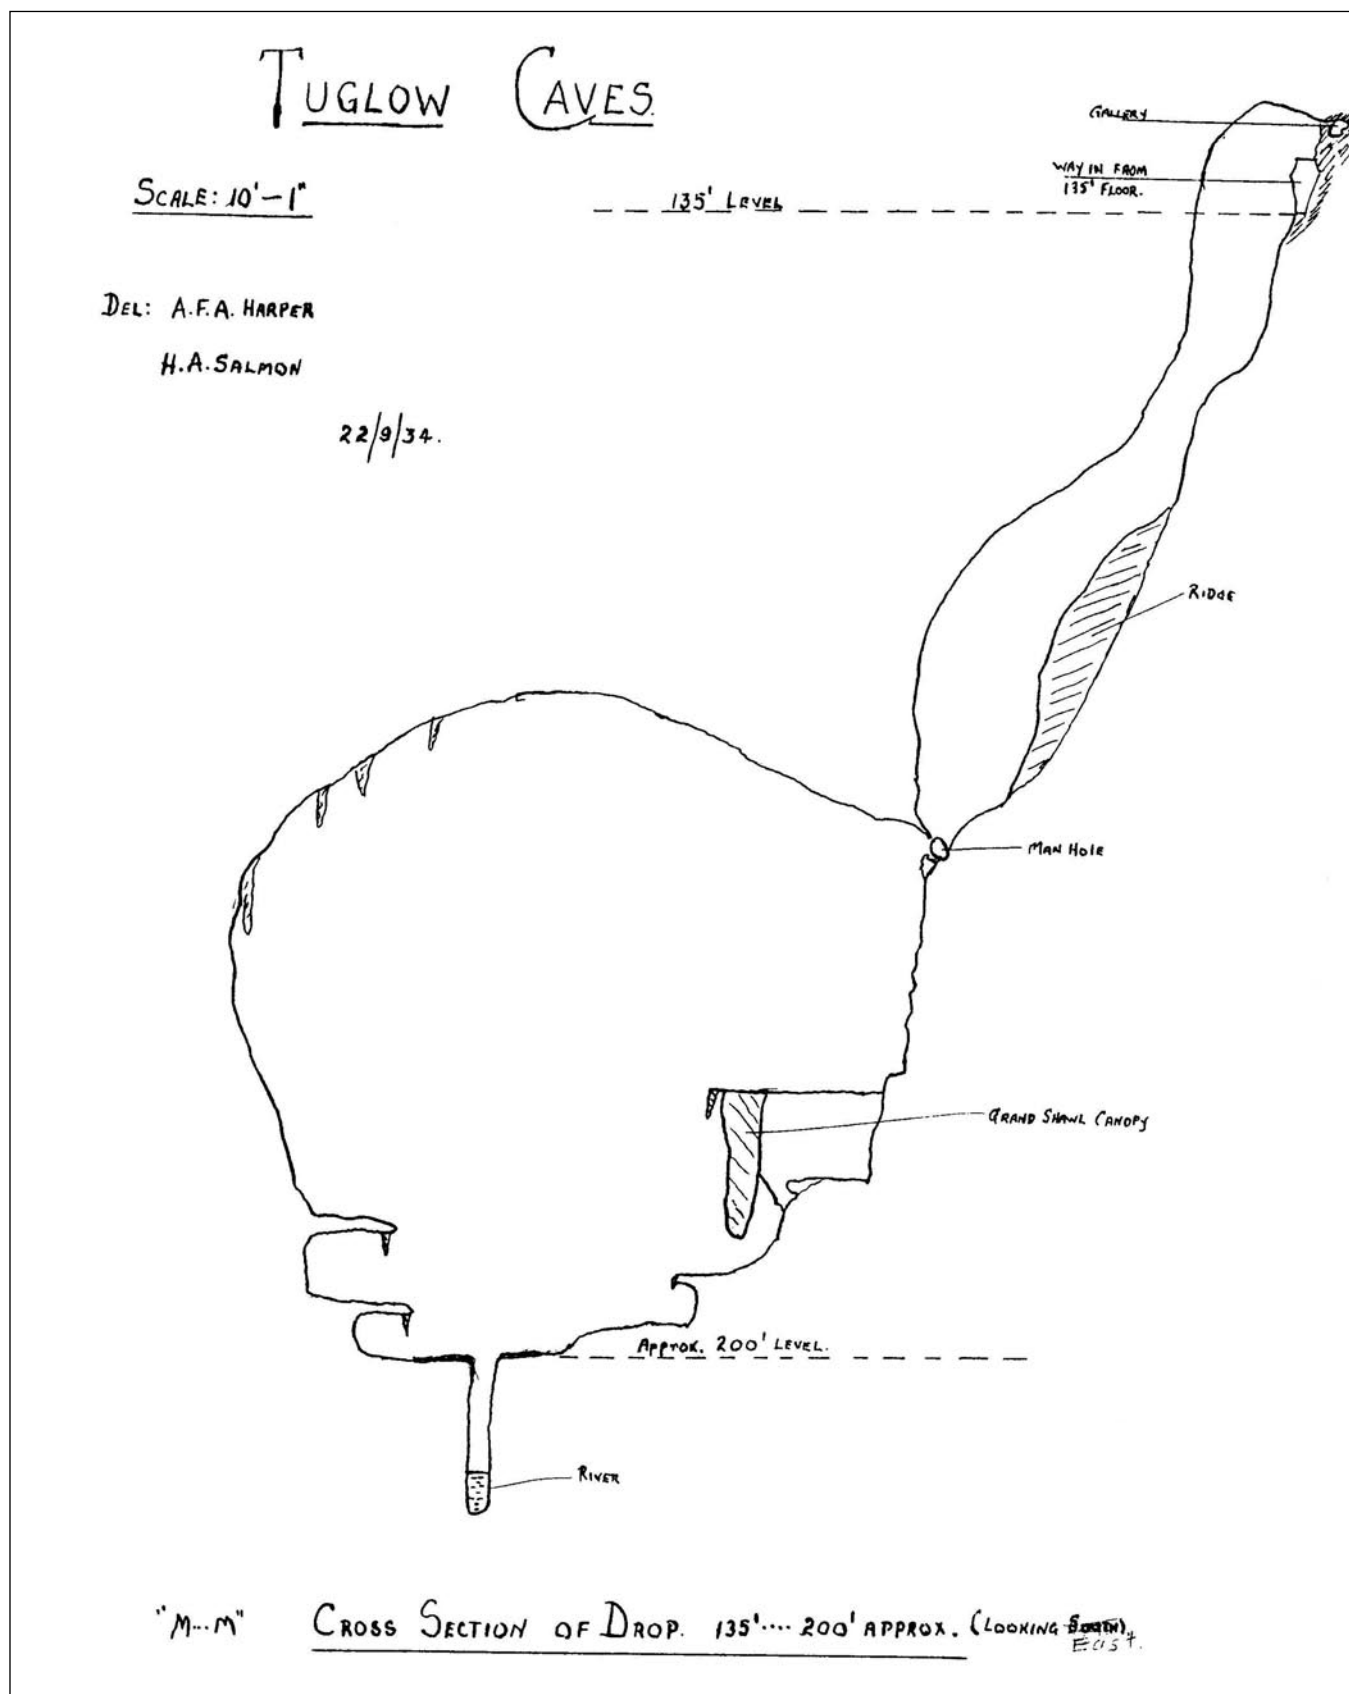 TUGLOW CAVES.
SCALE: 10' — 1"
GALLERY
WAY IN FROM
135' FLOOR.
135' LEVEL
DEL: A.F.A. HARPER
H.A. SALMON
22/9/34.
RIDGE
MAN HOLE
GRAND SHAWL CANOPY
APPROX. 200' LEVEL.
RIVER
"M...M" CROSS SECTION OF DROP. 135'.... 200' APPROX. (LOOKING
East.